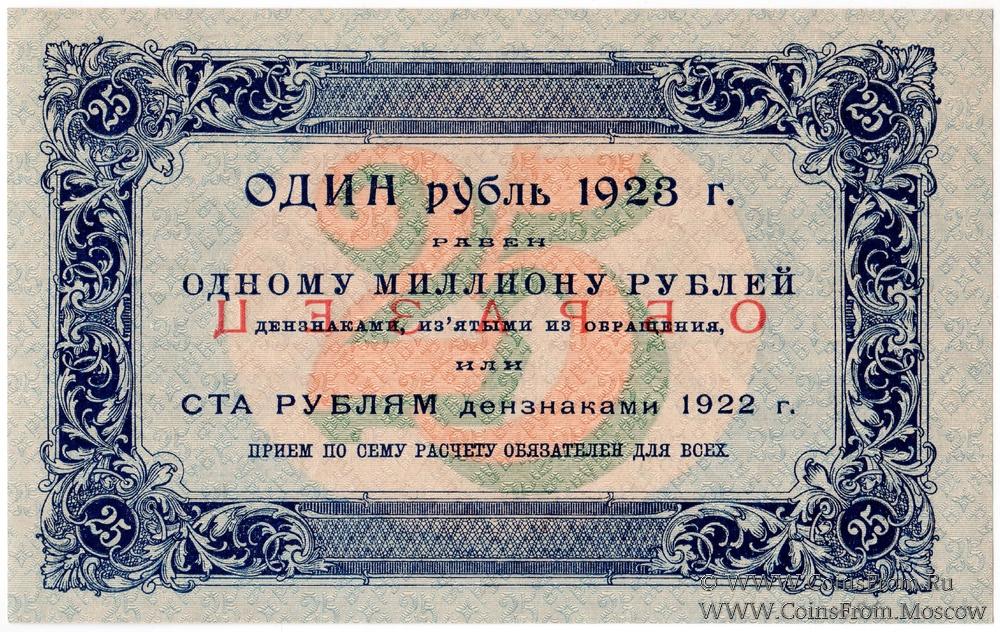 25 25
ОДИН рубль 1923 г.
РАВЕН
ОДНОМУ МИЛЛИОНУ РУБЛЕЙ
ОБРАЗЕЦ
ДЕНЗНАКАМИ, ИЗ'ЯТЫМИ ИЗ ОБРАЩЕНИЯ,
ИЛИ
СТА РУБЛЯМ дензнаками 1922 г.
ПРИЕМ ПО СЕМУ РАСЧЕТУ ОБЯЗАТЕЛЕН ДЛЯ ВСЕХ.
25
25 25
© WWW.CoinsFrom.Ru
WWW.CoinsFrom.Moscow